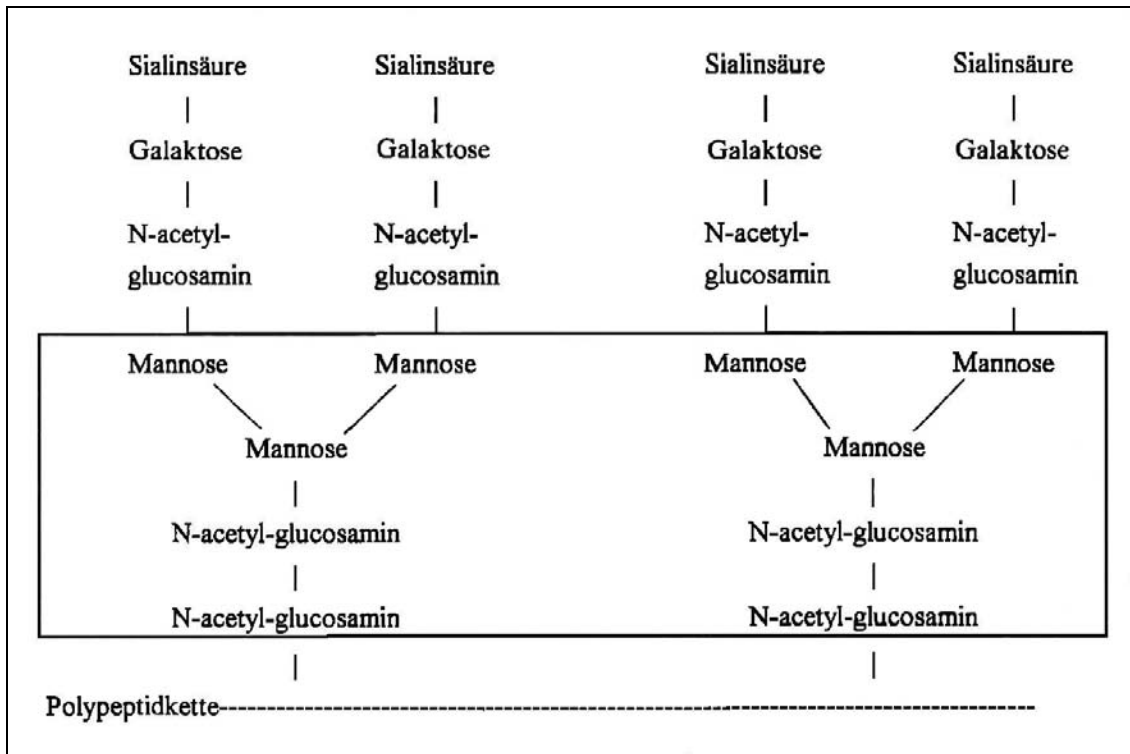 Sialinsäure Sialinsäure Sialinsäure Sialinsäure
Galaktose Galaktose Galaktose Galaktose
N-acetyl- N-acetyl- N-acetyl- N-acetyl-
glucosamin glucosamin glucosamin glucosamin
Mannose Mannose Mannose Mannose
Mannose Mannose
N-acetyl-glucosamin N-acetyl-glucosamin
N-acetyl-glucosamin N-acetyl-glucosamin
Polypeptidkette